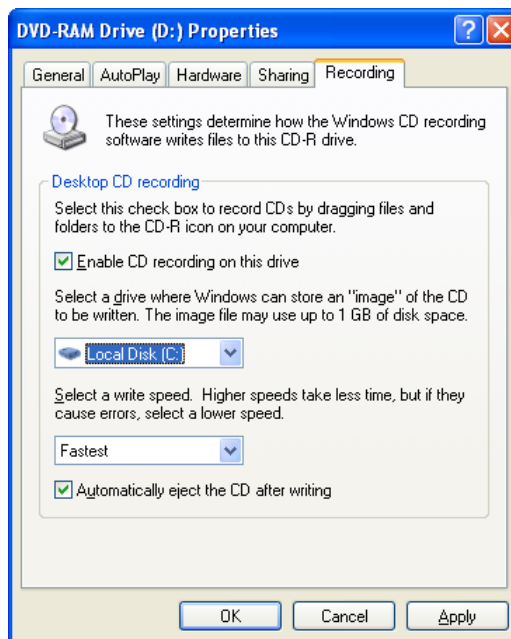 DVD-RAM Drive (D:) Properties
General AutoPlay Hardware Sharing Recording
These settings determine how the Windows CD recording
software writes files to this CD-R drive.
Desktop CD recording
Select this check box to record CDs by dragging files and
folders to the CD-R icon on your computer.
Enable CD recording on this drive
Select a drive where Windows can store an "image" of the CD
to be written. The image file may use up to 1 GB of disk space.
Local Disk (C:
Select a write speed. Higher speeds take less time, but if they
cause errors, select a lower speed.
Fastest
Automatically eject the CD after writing
OK Cancel Apply